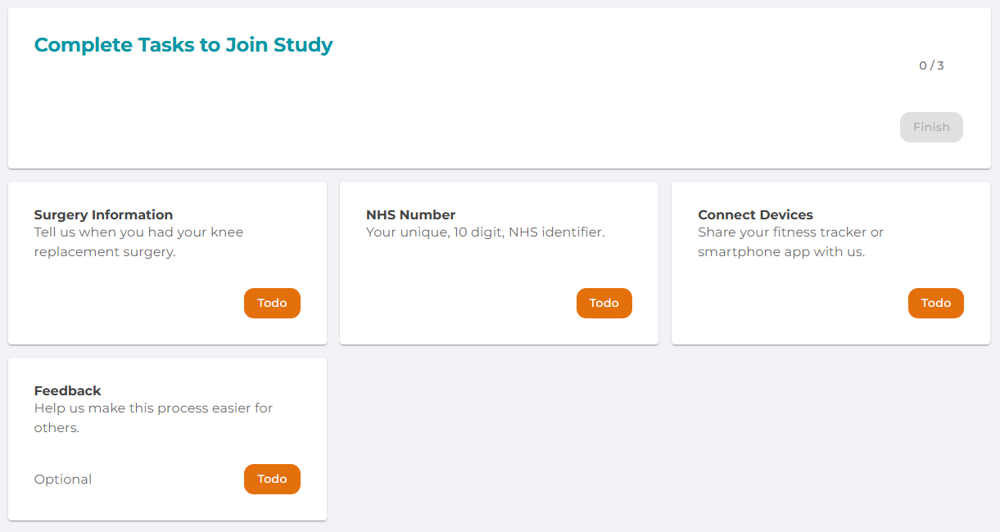 Complete Tasks to Join Study
0 / 3
Finish
Surgery Information
Tell us when you had your knee
replacement surgery.
Todo
NHS Number
Your unique, 10 digit, NHS identifier.
Todo
Connect Devices
Share your fitness tracker or
smartphone app with us.
Todo
Feedback
Help us make this process easier for
others.
Optional
Todo